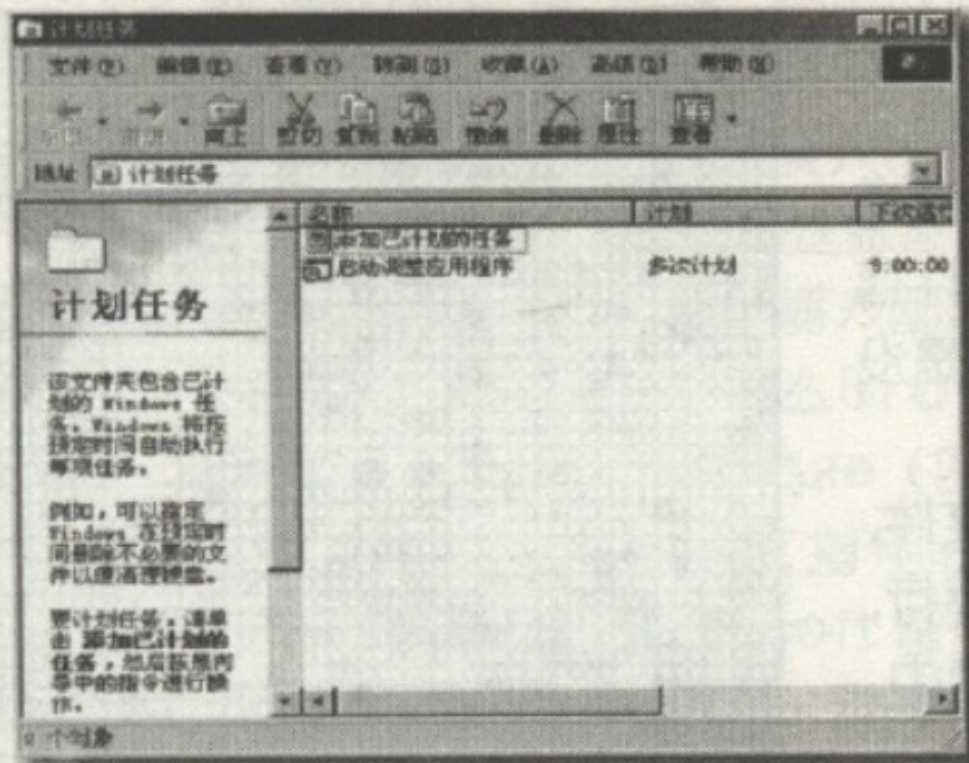 计划任务
文件(F) 编辑(E) 查看(V) 转到(G) 收藏(A) 高级 帮助(H)
向上 剪切 复制 粘贴 撤消 删除 属性 查看
地址 计划任务
名称 计划
添加已计划的任务
启动调整应用程序 多次计划 9:00:00
计划任务
该文件夹包含已计
划的 Windows 任
务。Windows 将按
预定时间自动执行
每项任务。
例如，可以指定
Windows 在预定时
间删除不必要的文
件以便清理硬盘。
要计划任务，请单
击 添加已计划的
任务，然后按照向
导中的指令进行操
作。
个对象